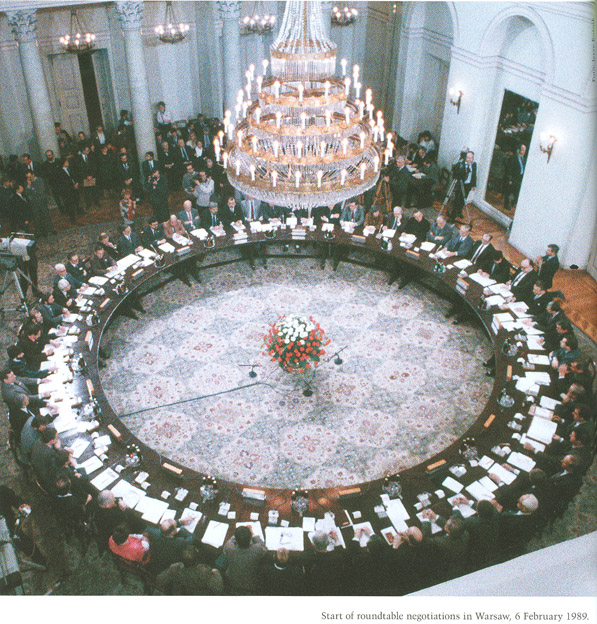 Start of roundtable negotiations in Warsaw, 6 February 1989.